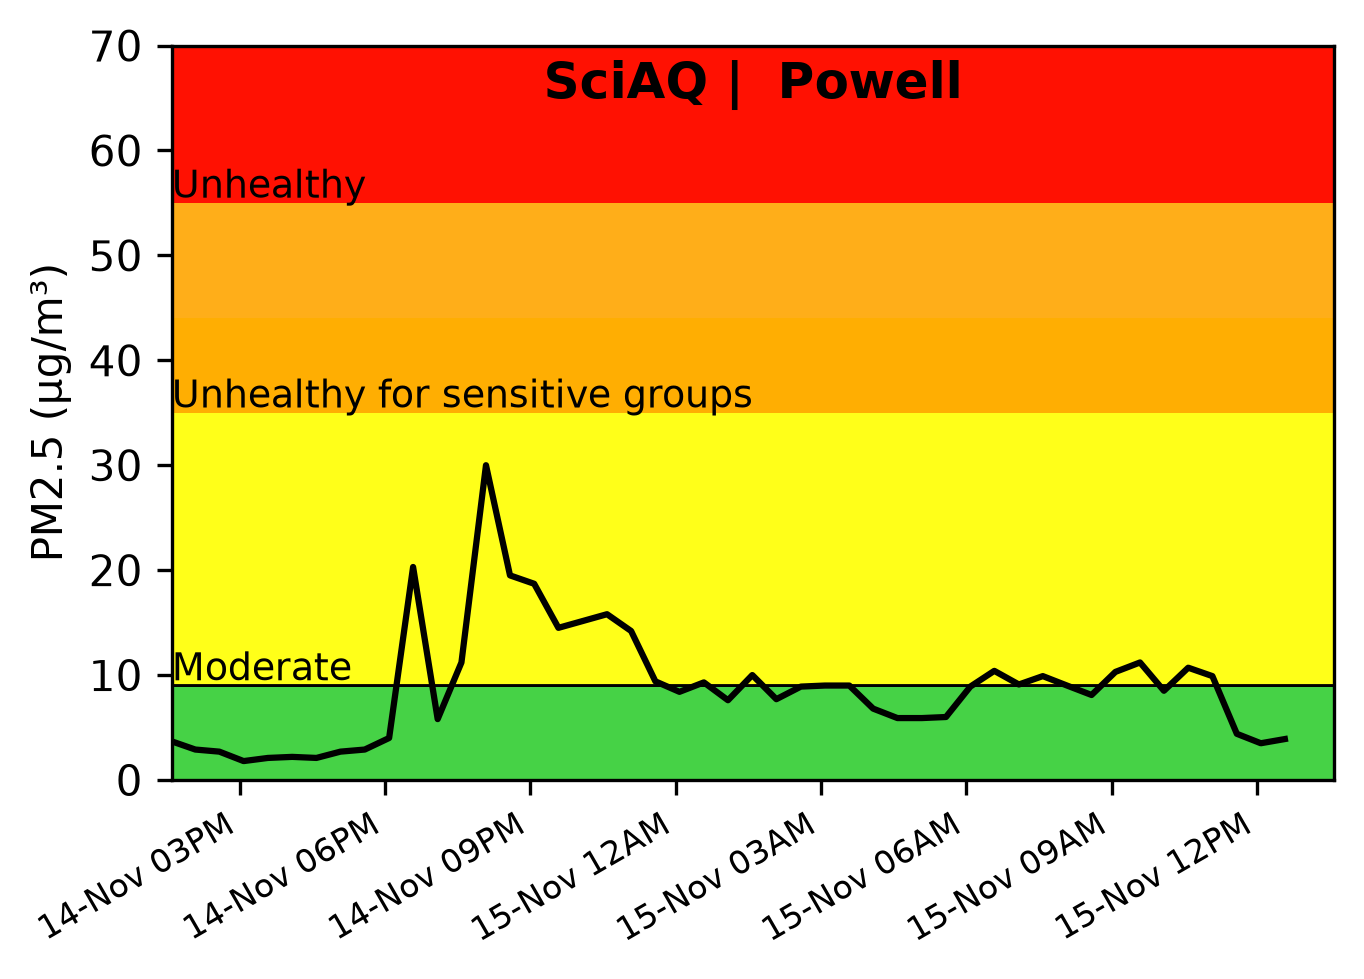 SciAQ |  Powell
70
60
50
40
30
20
10
0
PM2.5 (µg/m³)
Unhealthy
Unhealthy for sensitive groups
Moderate
14-Nov 03PM
14-Nov 06PM
14-Nov 09PM
15-Nov 12AM
15-Nov 03AM
15-Nov 06AM
15-Nov 09AM
15-Nov 12PM